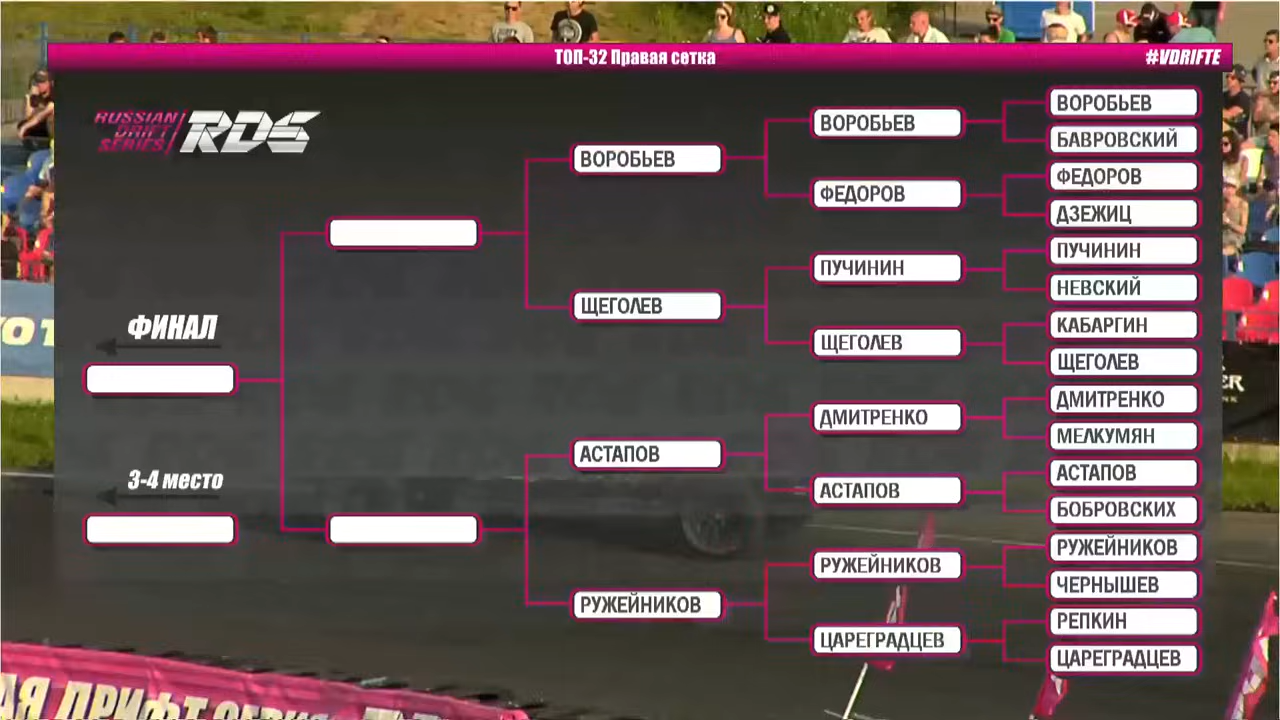 ТОП-32 Правая сетка
#VDRIFTE
RUSSIAN
DRIFT
SERIES
RDS
ВОРОБЬЕВ
БАВРОВСКИЙ
ФЕДОРОВ
ДЗЕЖИЦ
ПУЧИНИН
НЕВСКИЙ
КАБАРГИН
ЩЕГОЛЕВ
ДМИТРЕНКО
МЕЛКУМЯН
АСТАПОВ
БОБРОВСКИХ
РУЖЕЙНИКОВ
ЧЕРНЫШЕВ
РЕПКИН
ЦАРЕГРАДЦЕВ
ВОРОБЬЕВ
ФЕДОРОВ
ПУЧИНИН
ЩЕГОЛЕВ
ДМИТРЕНКО
АСТАПОВ
РУЖЕЙНИКОВ
ЦАРЕГРАДЦЕВ
ВОРОБЬЕВ
ЩЕГОЛЕВ
АСТАПОВ
РУЖЕЙНИКОВ
ФИНАЛ
3-4 место